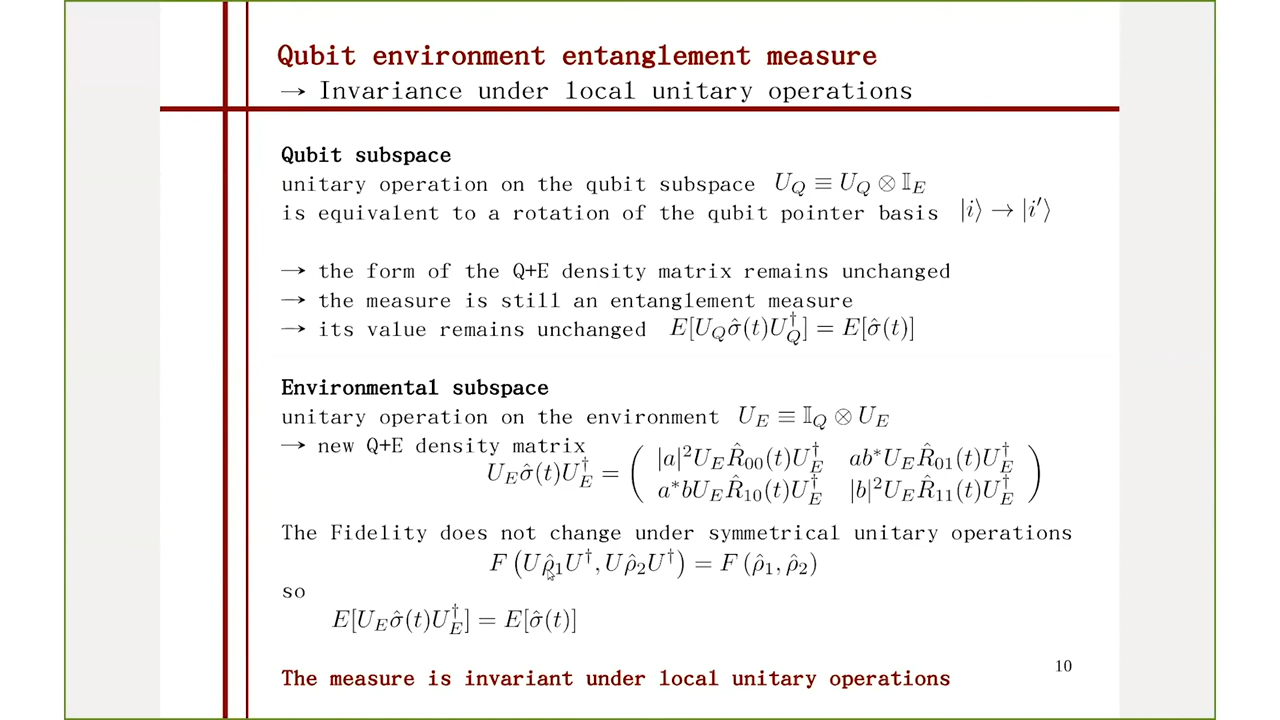 Qubit environment entanglement measure
→ Invariance under local unitary operations
Qubit subspace
unitary operation on the qubit subspace $U_Q \equiv U_Q \otimes \mathbb{I}_E$
is equivalent to a rotation of the qubit pointer basis $|i\rangle \rightarrow |i'\rangle$
→ the form of the Q+E density matrix remains unchanged
→ the measure is still an entanglement measure
→ its value remains unchanged $E[U_Q\hat{\sigma}(t)U_Q^\dagger] = E[\hat{\sigma}(t)]$
Environmental subspace
unitary operation on the environment $U_E \equiv \mathbb{I}_Q \otimes U_E$
→ new Q+E density matrix
$U_E\hat{\sigma}(t)U_E^\dagger = \begin{pmatrix} |a|^2 U_E\hat{R}_{00}(t)U_E^\dagger & ab^* U_E\hat{R}_{01}(t)U_E^\dagger \\ a^*b U_E\hat{R}_{10}(t)U_E^\dagger & |b|^2 U_E\hat{R}_{11}(t)U_E^\dagger \end{pmatrix}$
The Fidelity does not change under symmetrical unitary operations
$F\left(U\hat{\rho}_1U^\dagger, U\hat{\rho}_2U^\dagger\right) = F\left(\hat{\rho}_1, \hat{\rho}_2\right)$
so
$E[U_E\hat{\sigma}(t)U_E^\dagger] = E[\hat{\sigma}(t)]$
10
The measure is invariant under local unitary operations